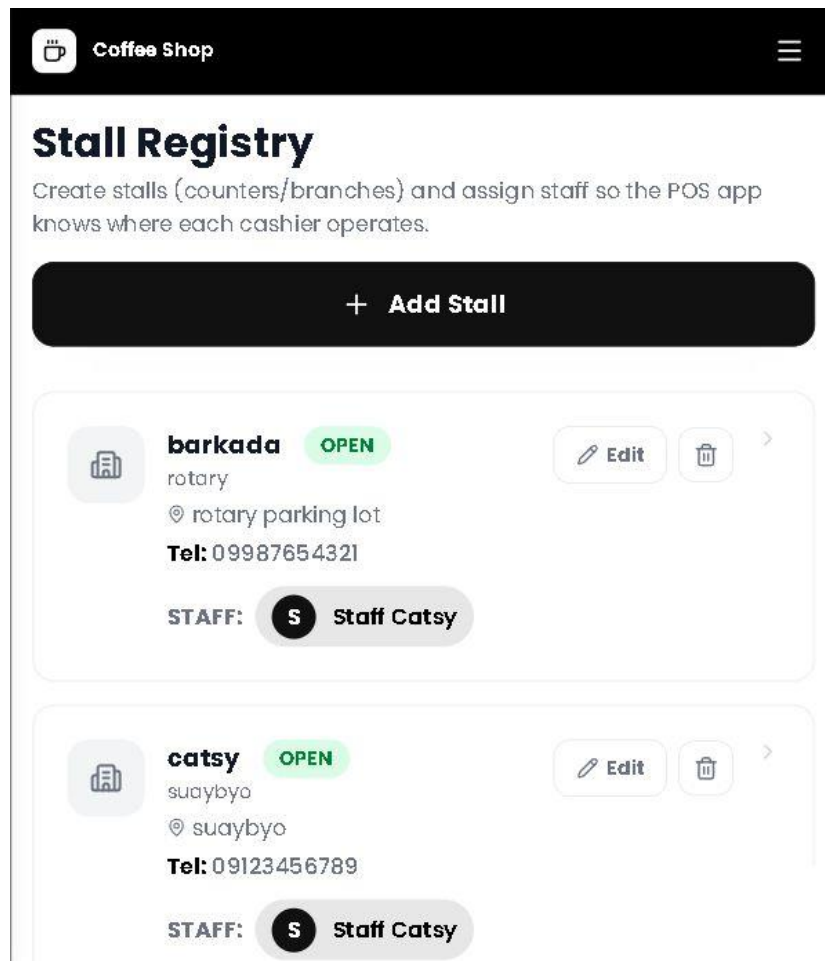 Coffee Shop
Stall Registry
Create stalls (counters/branches) and assign staff so the POS app
knows where each cashier operates.
+ Add Stall
barkada OPEN Edit
rotary
rotary parking lot
Tel: 09987654321
STAFF: S Staff Catsy
catsy OPEN Edit
suaybyo
suaybyo
Tel: 09123456789
STAFF: S Staff Catsy